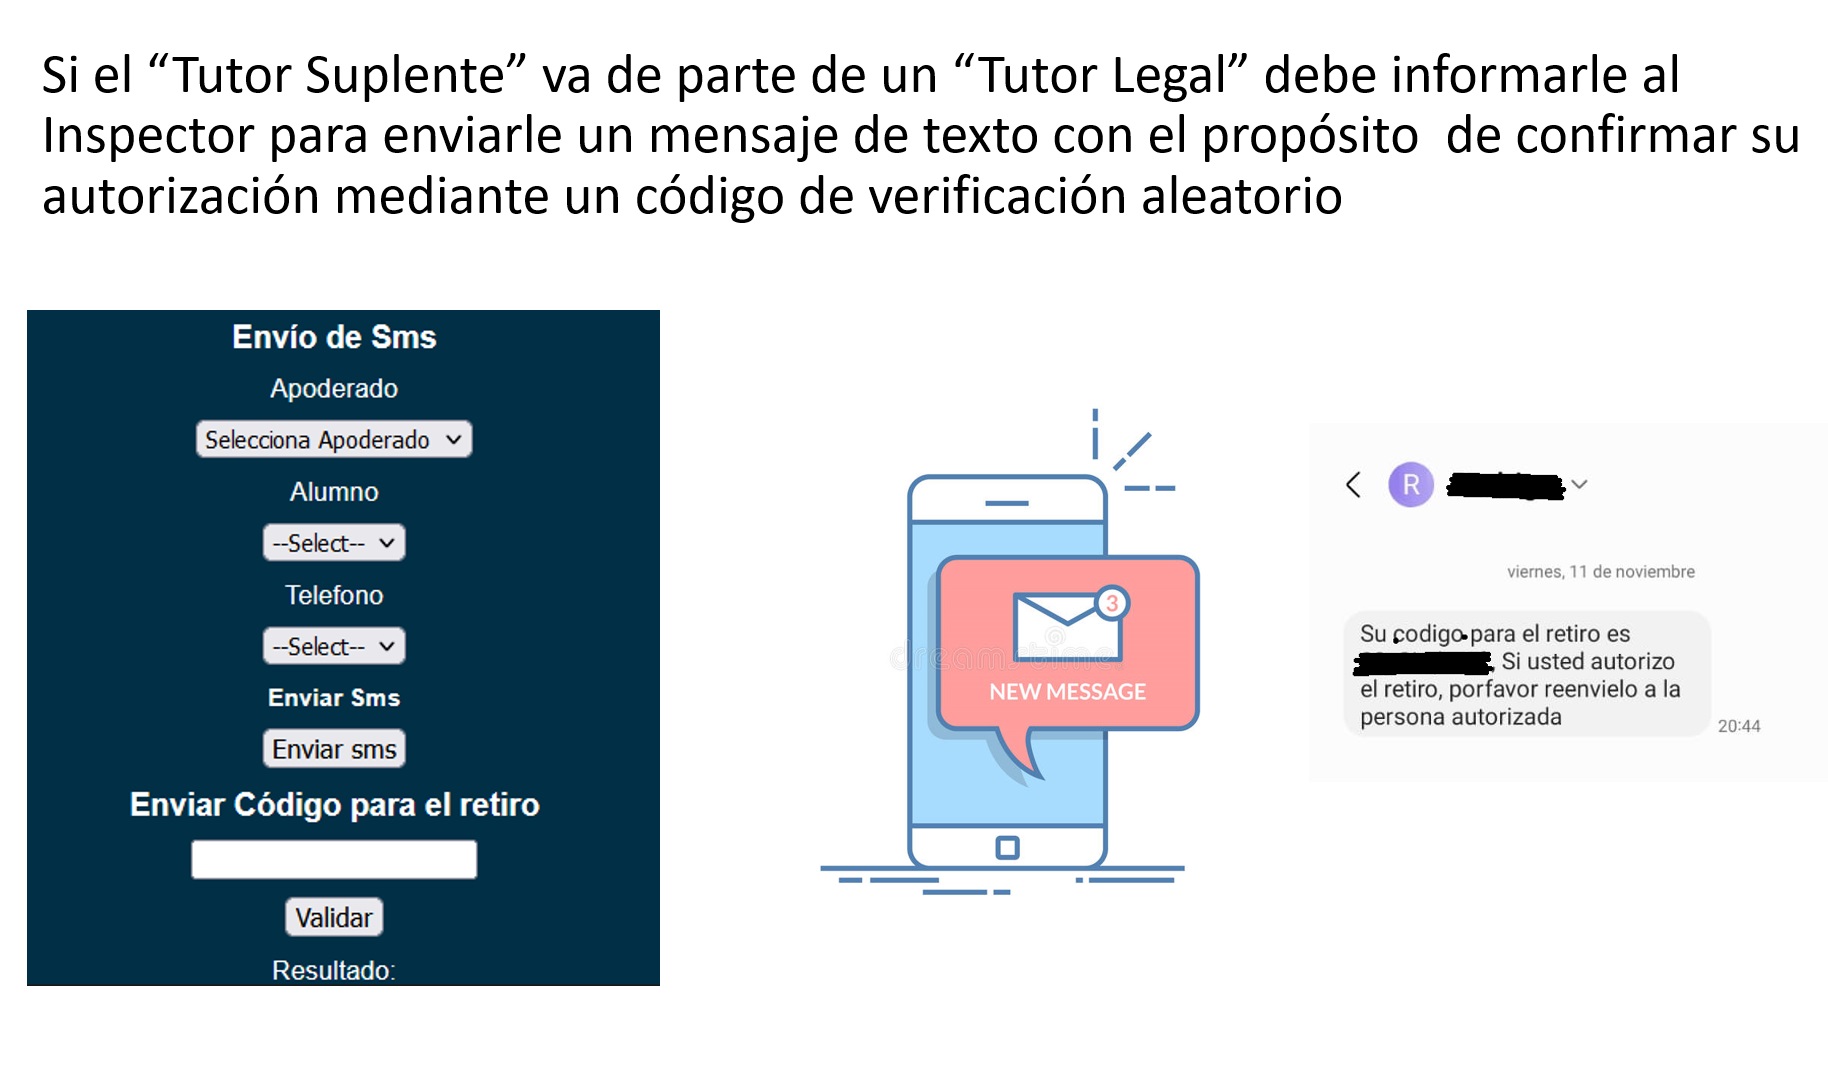 Si el “Tutor Suplente” va de parte de un “Tutor Legal” debe informarle al
Inspector para enviarle un mensaje de texto con el propósito  de confirmar su
autorización mediante un código de verificación aleatorio
Envío de Sms
Apoderado
Selecciona Apoderado
Alumno
--Select--
Telefono
--Select--
Enviar Sms
Enviar sms
Enviar Código para el retiro
Validar
Resultado:
3
dreamstime
NEW MESSAGE
R
viernes, 11 de noviembre
Su codigo para el retiro es
Si usted autorizo
el retiro, porfavor reenvielo a la
persona autorizada
20:44